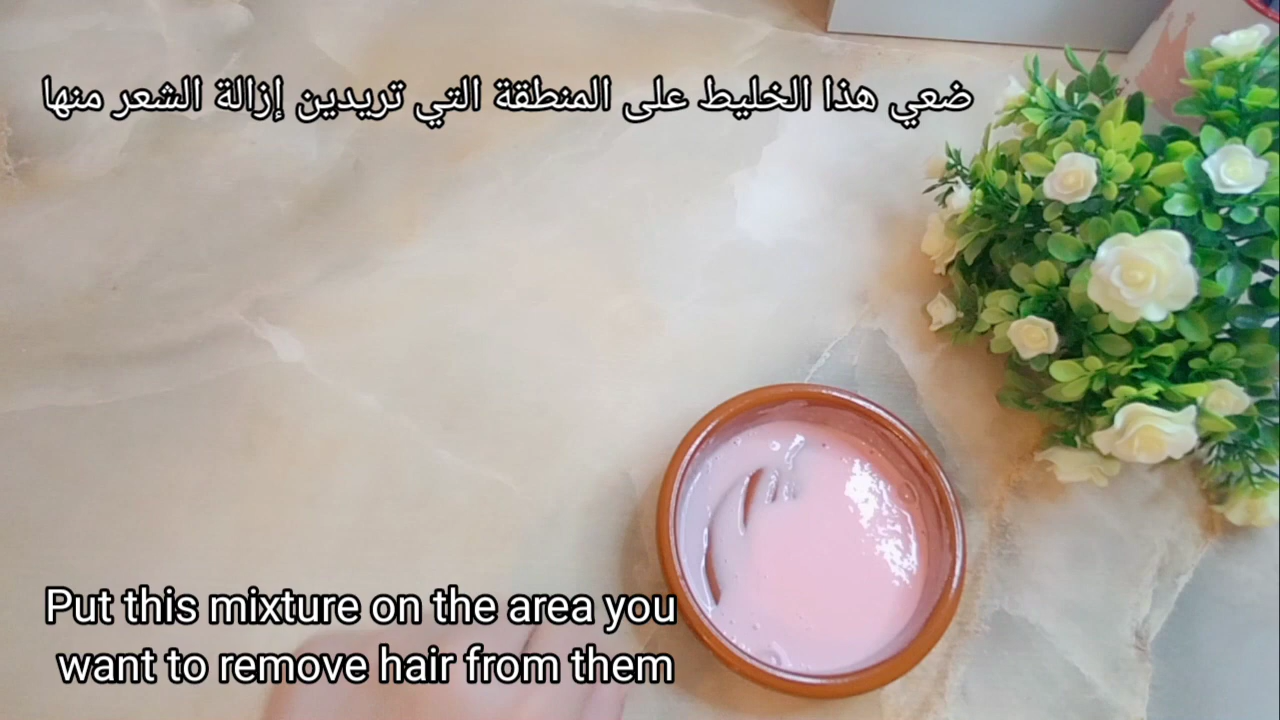 ضعي هذا الخليط على المنطقة التي تريدين إزالة الشعر منها
Put this mixture on the area you
want to remove hair from them